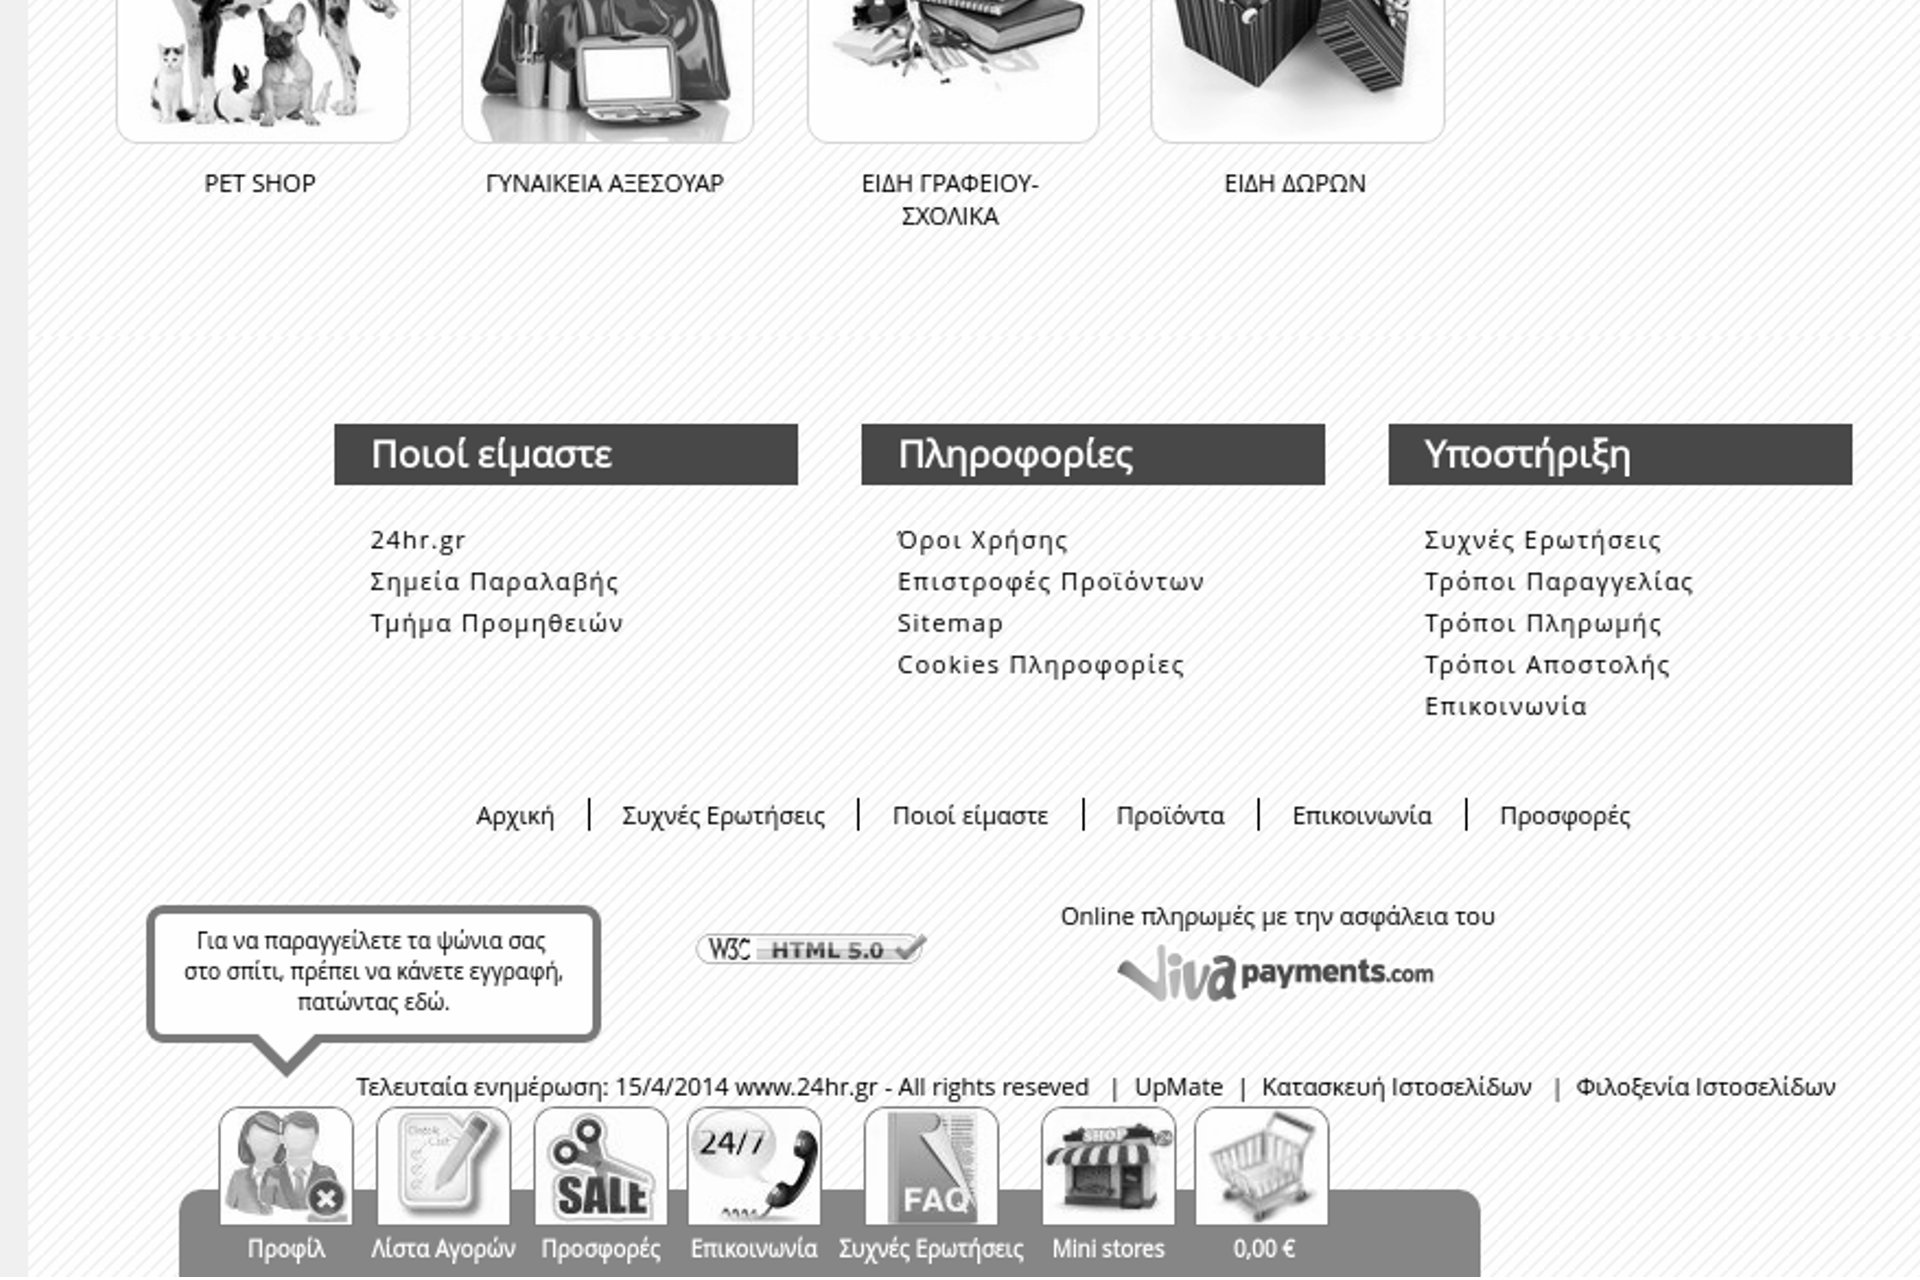 PET SHOP
ΓΥΝΑΙΚΕΙΑ ΑΞΕΣΟΥΑΡ
ΕΙΔΗ ΓΡΑΦΕΙΟΥ-
ΣΧΟΛΙΚΑ
ΕΙΔΗ ΔΩΡΩΝ
Ποιοί είμαστε
24hr.gr
Σημεία Παραλαβής
Τμήμα Προμηθειών
Πληροφορίες
Όροι Χρήσης
Επιστροφές Προϊόντων
Sitemap
Cookies Πληροφορίες
Υποστήριξη
Συχνές Ερωτήσεις
Τρόποι Παραγγελίας
Τρόποι Πληρωμής
Τρόποι Αποστολής
Επικοινωνία
Αρχική | Συχνές Ερωτήσεις | Ποιοί είμαστε | Προϊόντα | Επικοινωνία | Προσφορές
Για να παραγγείλετε τα ψώνια σας
στο σπίτι, πρέπει να κάνετε εγγραφή,
πατώντας εδώ.
W3C HTML 5.0
Online πληρωμές με την ασφάλεια του
Viva payments.com
Τελευταία ενημέρωση: 15/4/2014 www.24hr.gr - All rights reseved | UpMate | Κατασκευή Ιστοσελίδων | Φιλοξενία Ιστοσελίδων
SALE
24/7
FAQ
SHOP
Προφίλ
Λίστα Αγορών
Προσφορές
Επικοινωνία
Συχνές Ερωτήσεις
Mini stores
0,00 €